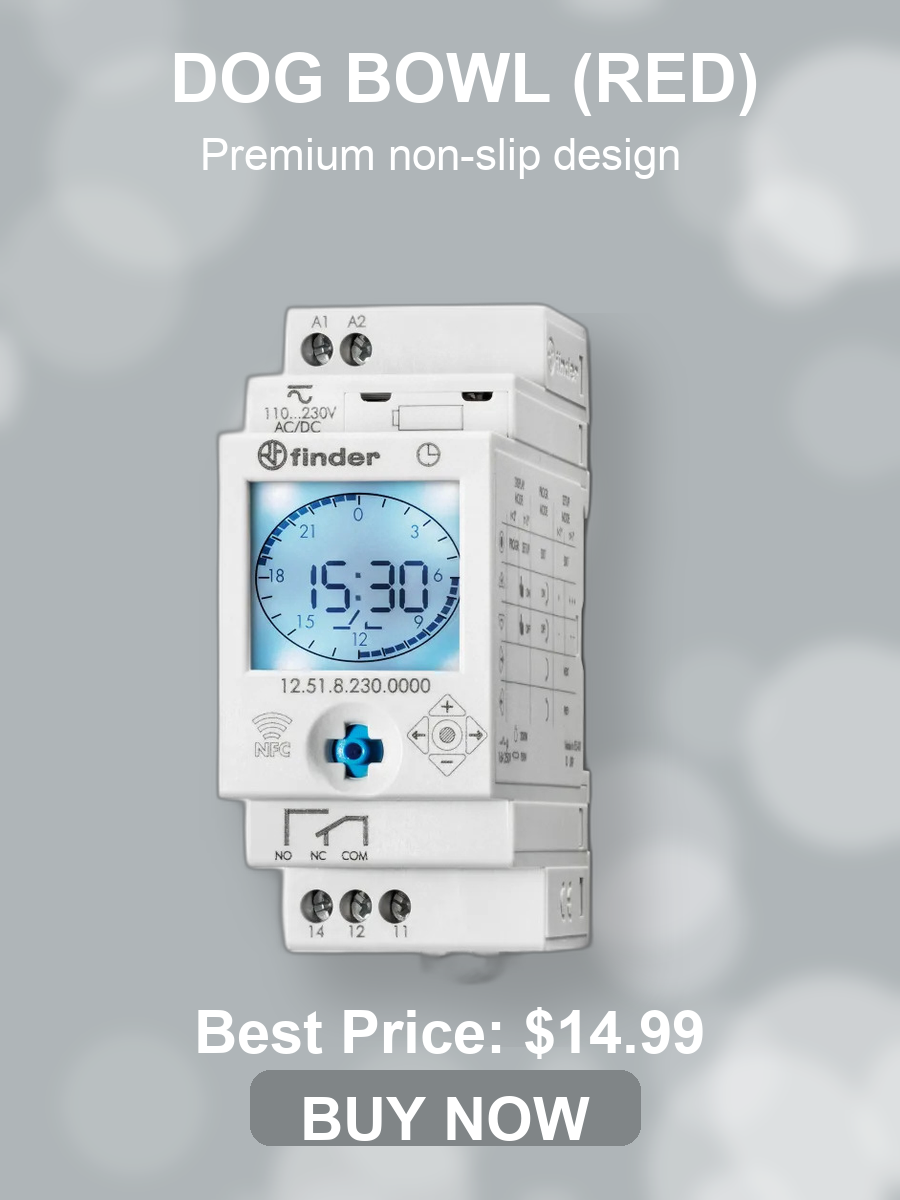 DOG BOWL (RED)
Premium non-slip design
A1 A2
110...230V
AC/DC
finder
finder
0
21 3
18 15:30 6
15 9
12
12.51.8.230.0000
NFC
+
−
NO NC COM
14 12 11
Best Price: $14.99
BUY NOW